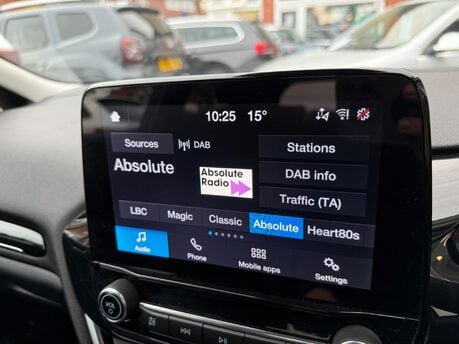 10:25 15°
Sources DAB Stations
Absolute
Absolute
Radio
DAB info
Traffic (TA)
LBC Magic Classic Absolute Heart80s
Audio Phone Mobile apps Settings
VOL